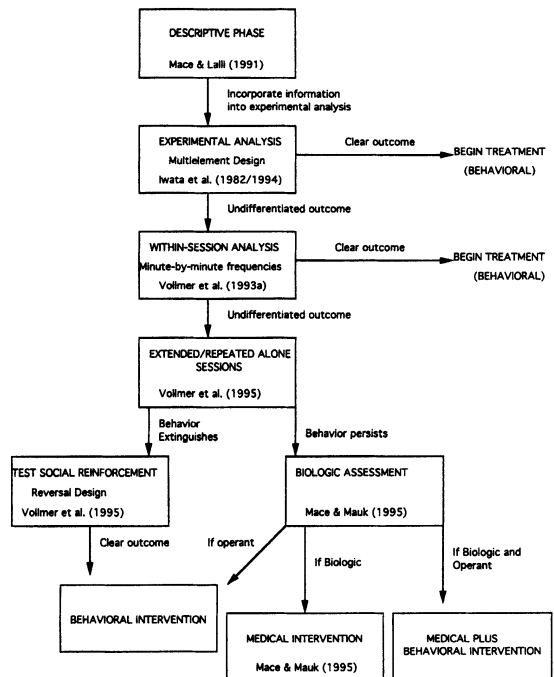 DESCRIPTIVE PHASE
Mace & Lalli (1991)
Incorporate information
into experimental analysis
EXPERIMENTAL ANALYSIS
Multielement Design
Iwata et al. (1982/1994)
Clear outcome
BEGIN TREATMENT
(BEHAVIORAL)
Undifferentiated outcome
WITHIN-SESSION ANALYSIS
Minute-by-minute frequencies
Vollmer et al. (1993a)
Clear outcome
BEGIN TREATMENT
(BEHAVIORAL)
Undifferentiated outcome
EXTENDED/REPEATED ALONE
SESSIONS
Vollmer et al. (1995)
Behavior
Extinguishes
Behavior persists
TEST SOCIAL REINFORCEMENT
Reversal Design
Vollmer et al. (1995)
BIOLOGIC ASSESSMENT
Mace & Mauk (1995)
Clear outcome
If operant
If Biologic
If Biologic and
Operant
BEHAVIORAL INTERVENTION
MEDICAL INTERVENTION
Mace & Mauk (1995)
MEDICAL PLUS
BEHAVIORAL INTERVENTION